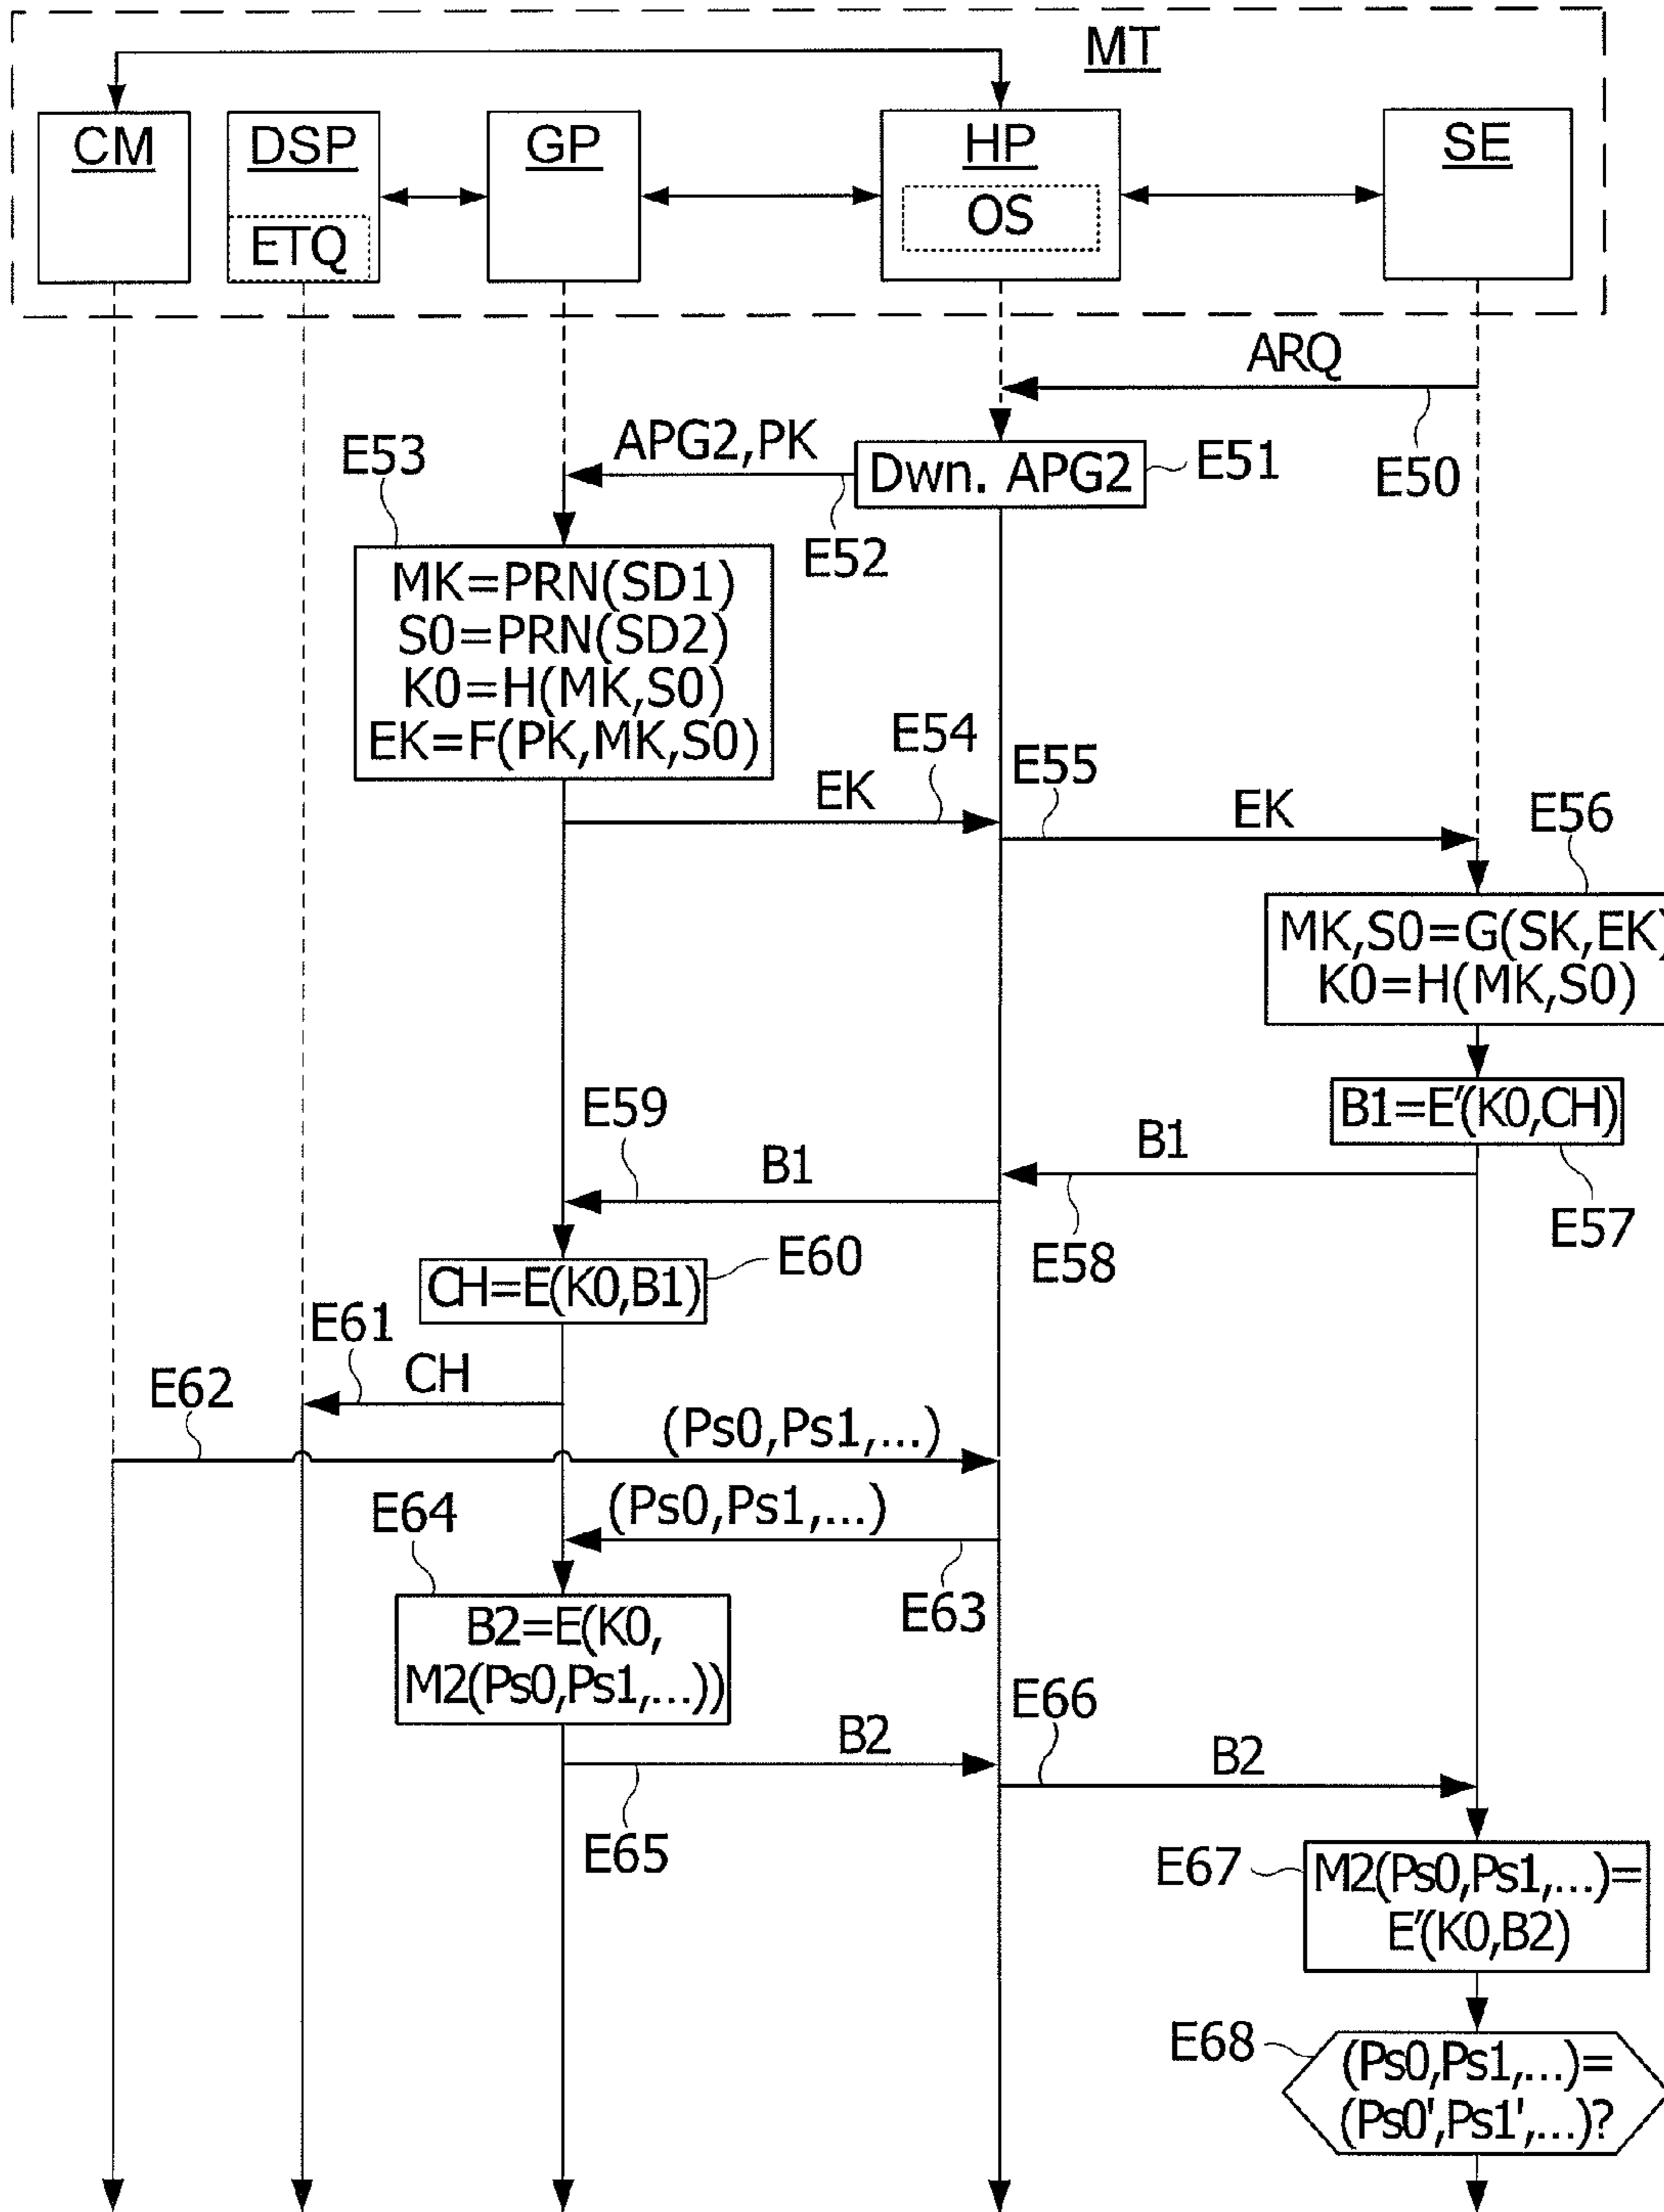 MT
CM
DSP
GP
HP
SE
ETQ
OS
ARQ
E50
E53
APG2,PK
Dwn. APG2
E51
E52
MK=PRN(SD1)
S0=PRN(SD2)
K0=H(MK,S0)
EK=F(PK,MK,S0)
E54
EK
E55
EK
E56
MK,S0=G(SK,EK)
K0=H(MK,S0)
B1=E'(K0,CH)
E57
E59
B1
B1
E58
CH=E(K0,B1)
E60
E61
CH
E62
(Ps0,Ps1,...)
(Ps0,Ps1,...)
E64
E63
B2=E(K0,
M2(Ps0,Ps1,...))
B2
E66
B2
E65
E67
M2(Ps0,Ps1,...)=
E'(K0,B2)
E68
(Ps0,Ps1,...)=
(Ps0',Ps1',...)?